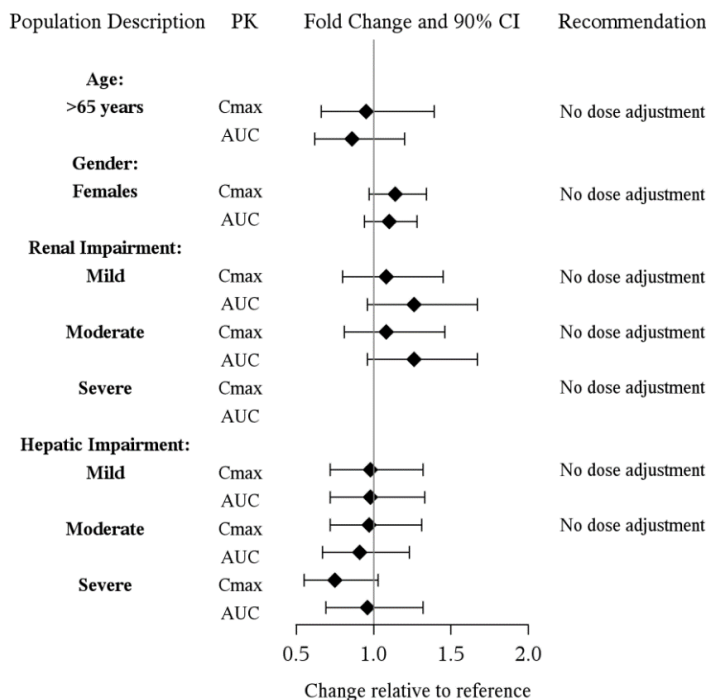 Population Description PK Fold Change and 90% CI Recommendation
Age:
>65 years Cmax No dose adjustment
AUC
Gender:
Females Cmax No dose adjustment
AUC
Renal Impairment:
Mild Cmax No dose adjustment
AUC
Moderate Cmax No dose adjustment
AUC
Severe Cmax No dose adjustment
AUC
Hepatic Impairment:
Mild Cmax No dose adjustment
AUC
Moderate Cmax No dose adjustment
AUC
Severe Cmax
AUC
0.5 1.0 1.5 2.0
Change relative to reference